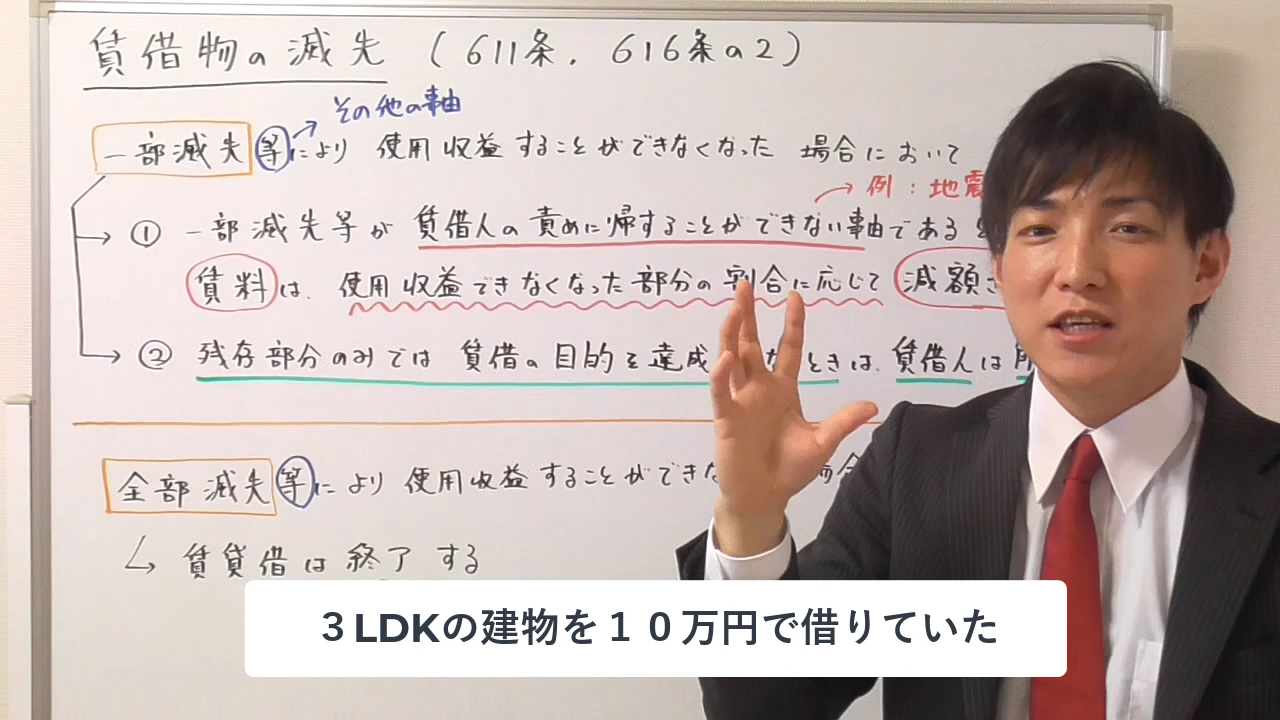 賃借物の滅失 (611条. 616条の2)
その他の事由
一部滅失等により 使用収益することができなくなった 場合において
例:地震
① 一部滅失等が 賃借人の責めに帰することができない事由である
賃料は. 使用収益できなくなった部分の割合に応じて 減額さ
② 残存部分のみでは 賃借の目的を達成 ときは. 賃借人は
全部滅失等により 使用収益することができな 場合
↳ 賃貸借は終了する
３LDKの建物を１０万円で借りていた